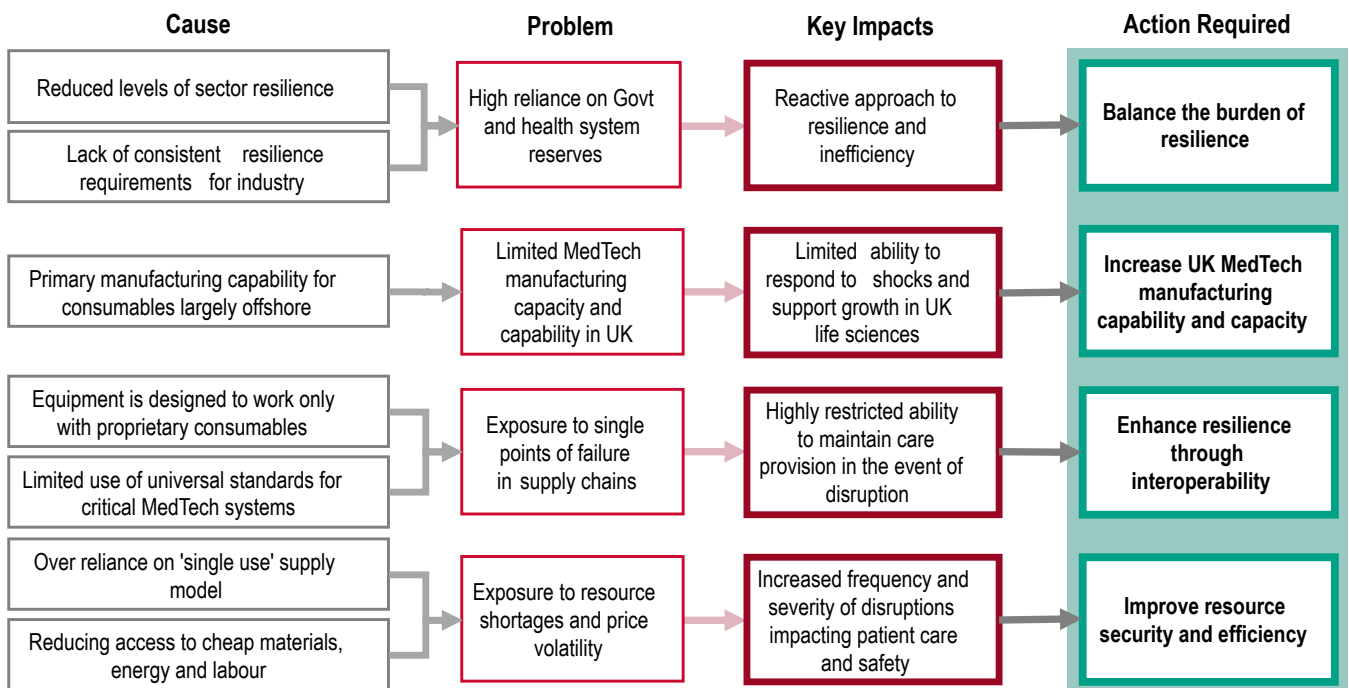 Cause
Problem
Key Impacts
Action Required
Reduced levels of sector resilience
Lack of consistent resilience
requirements for industry
High reliance on Govt
and health system
reserves
Reactive approach to
resilience and
inefficiency
Balance the burden of
resilience
Primary manufacturing capability for
consumables largely offshore
Limited MedTech
manufacturing
capacity and
capability in UK
Limited ability to
respond to shocks and
support growth in UK
life sciences
Increase UK MedTech
manufacturing
capability and capacity
Equipment is designed to work only
with proprietary consumables
Limited use of universal standards for
critical MedTech systems
Exposure to single
points of failure
in supply chains
Highly restricted ability
to maintain care
provision in the event of
disruption
Enhance resilience
through
interoperability
Over reliance on 'single use' supply
model
Reducing access to cheap materials,
energy and labour
Exposure to resource
shortages and price
volatility
Increased frequency and
severity of disruptions
impacting patient care
and safety
Improve resource
security and efficiency